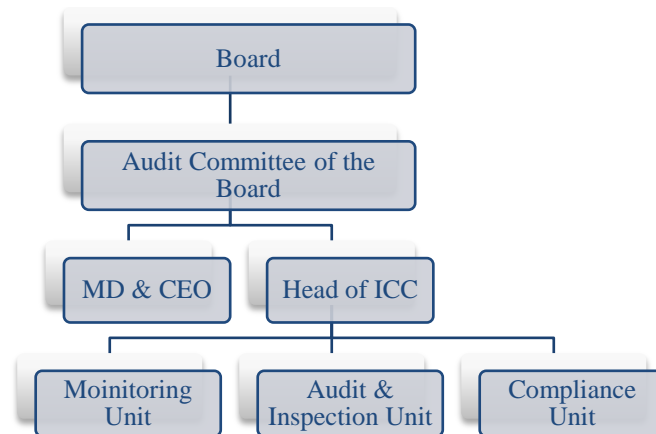 Board
Audit Committee of the
Board
MD & CEO
Head of ICC
Moinitoring
Unit
Audit &
Inspection Unit
Compliance
Unit